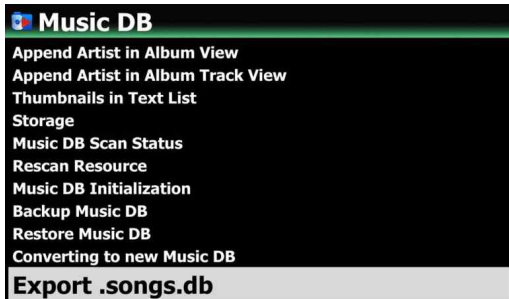 Music DB
Append Artist in Album View
Append Artist in Album Track View
Thumbnails in Text List
Storage
Music DB Scan Status
Rescan Resource
Music DB Initialization
Backup Music DB
Restore Music DB
Converting to new Music DB
Export .songs.db